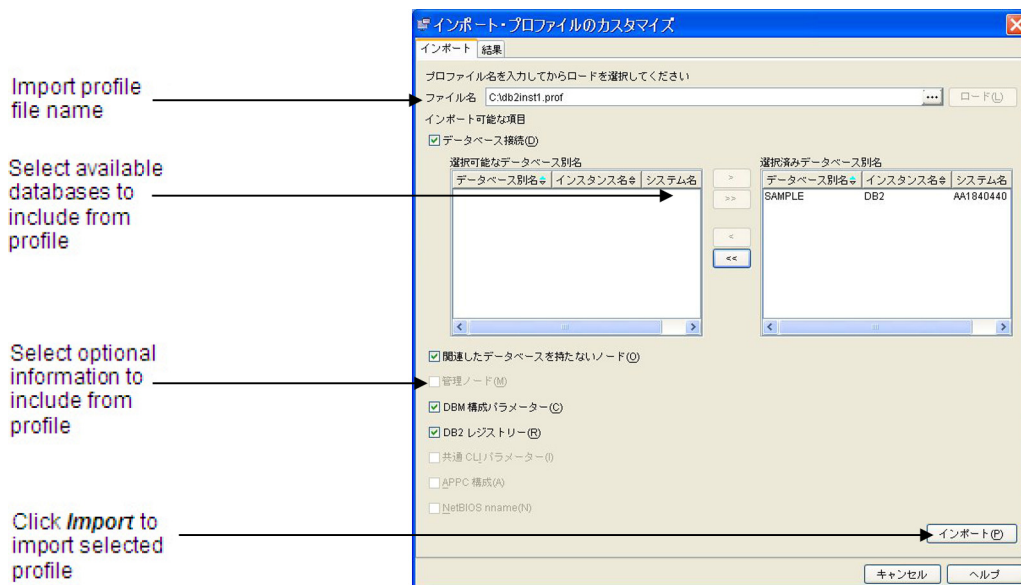 インポート・プロファイルのカスタマイズ
インポート 結果
プロファイル名を入力してからロードを選択してください
Import profile
file name
ファイル名 C:\db2inst1.prof ... ロード(L)
インポート可能な項目
データベース接続(D)
Select available
databases to
include from
profile
選択可能なデータベース別名
データベース別名 インスタンス名 システム名
>
>>
<
<<
選択済みデータベース別名
データベース別名 インスタンス名 システム名
SAMPLE DB2 AA1840440
Select optional
information to
include from
profile
関連したデータベースを持たないノード(O)
管理ノード(M)
DBM 構成パラメーター(C)
DB2 レジストリー(R)
共通 CLI パラメーター(I)
APPC 構成(A)
NetBIOS nname(N)
Click Import to
import selected
profile
インポート(P)
キャンセル ヘルプ